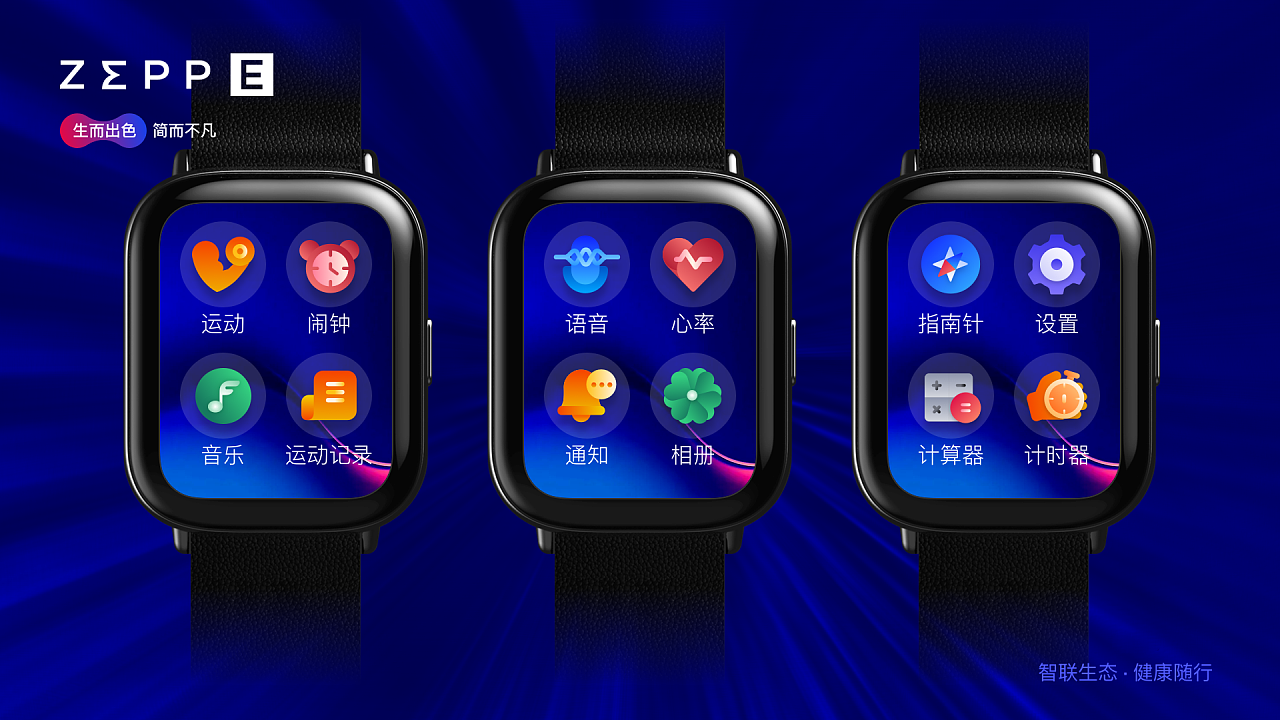 ZΣPP E
生而出色 简而不凡
运动 闹钟
音乐 运动记录
语音 心率
通知 相册
指南针 设置
计算器 计时器
智联生态 · 健康随行